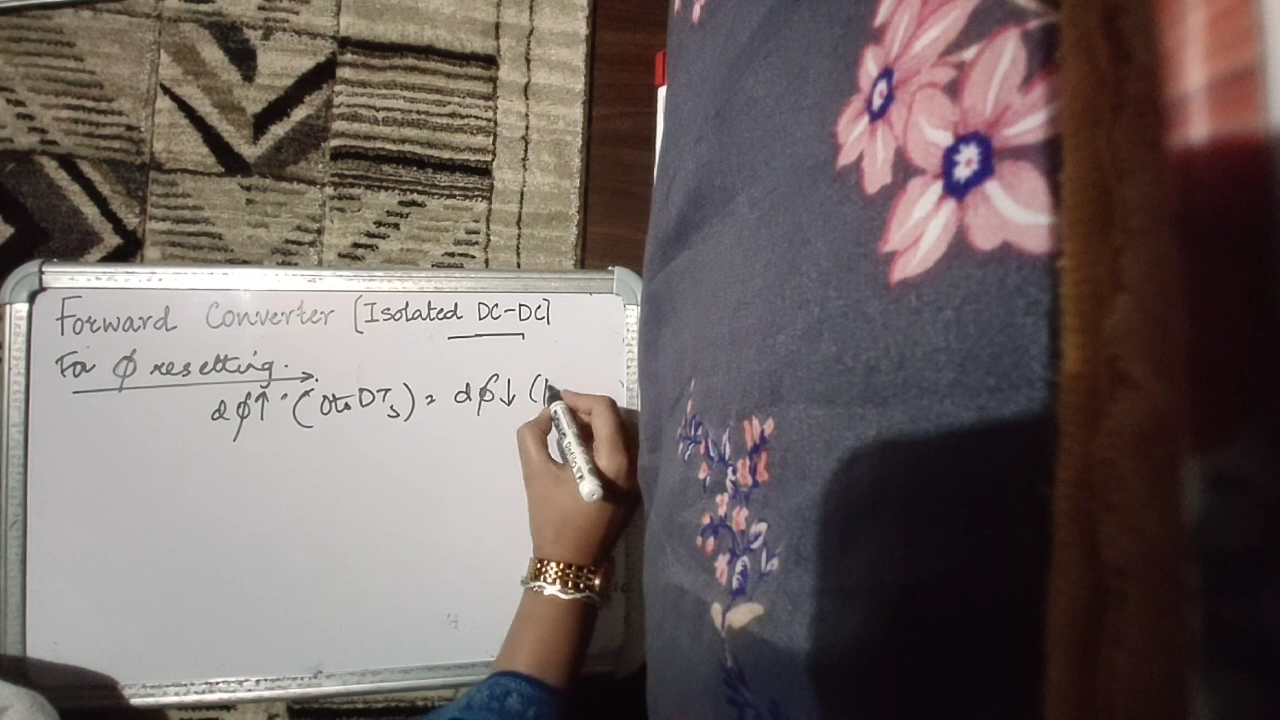 Forward Converter [Isolated DC-DC]
For ϕ resetting.
dϕ↑ (0 to DTs) = dϕ↓ (